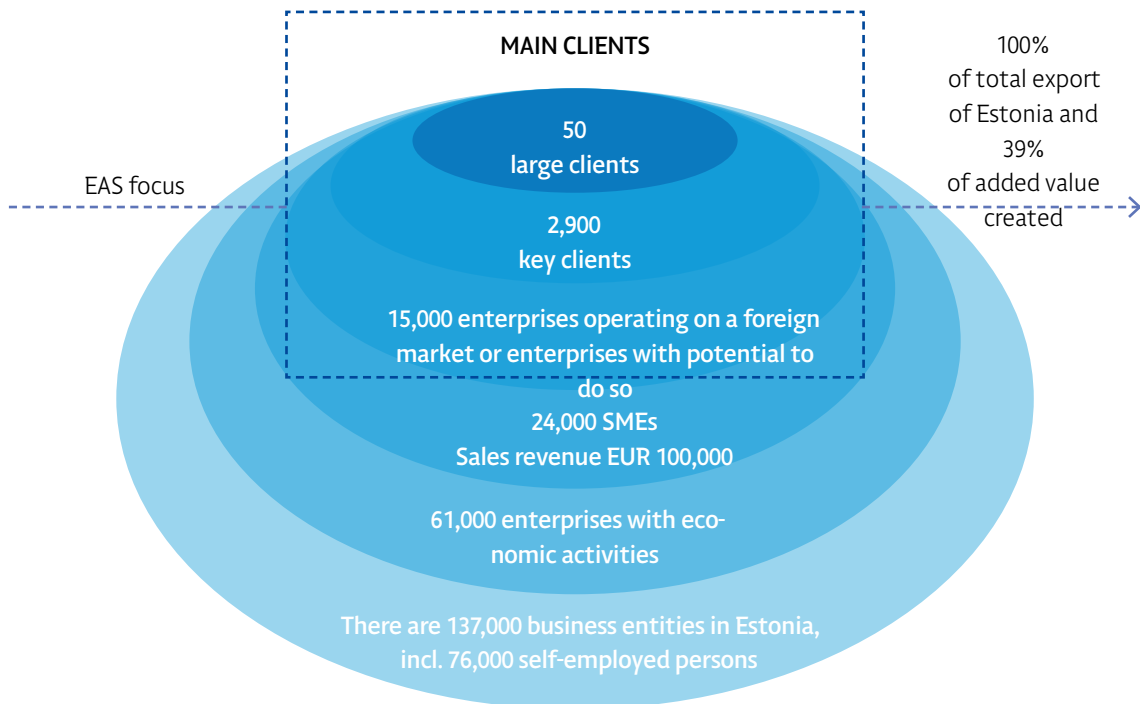 MAIN CLIENTS
50
large clients
2,900
key clients
15,000 enterprises operating on a foreign
market or enterprises with potential to
do so
24,000 SMEs
Sales revenue EUR 100,000
61,000 enterprises with eco-
nomic activities
There are 137,000 business entities in Estonia,
incl. 76,000 self-employed persons
EAS focus
100%
of total export
of Estonia and
39%
of added value
created